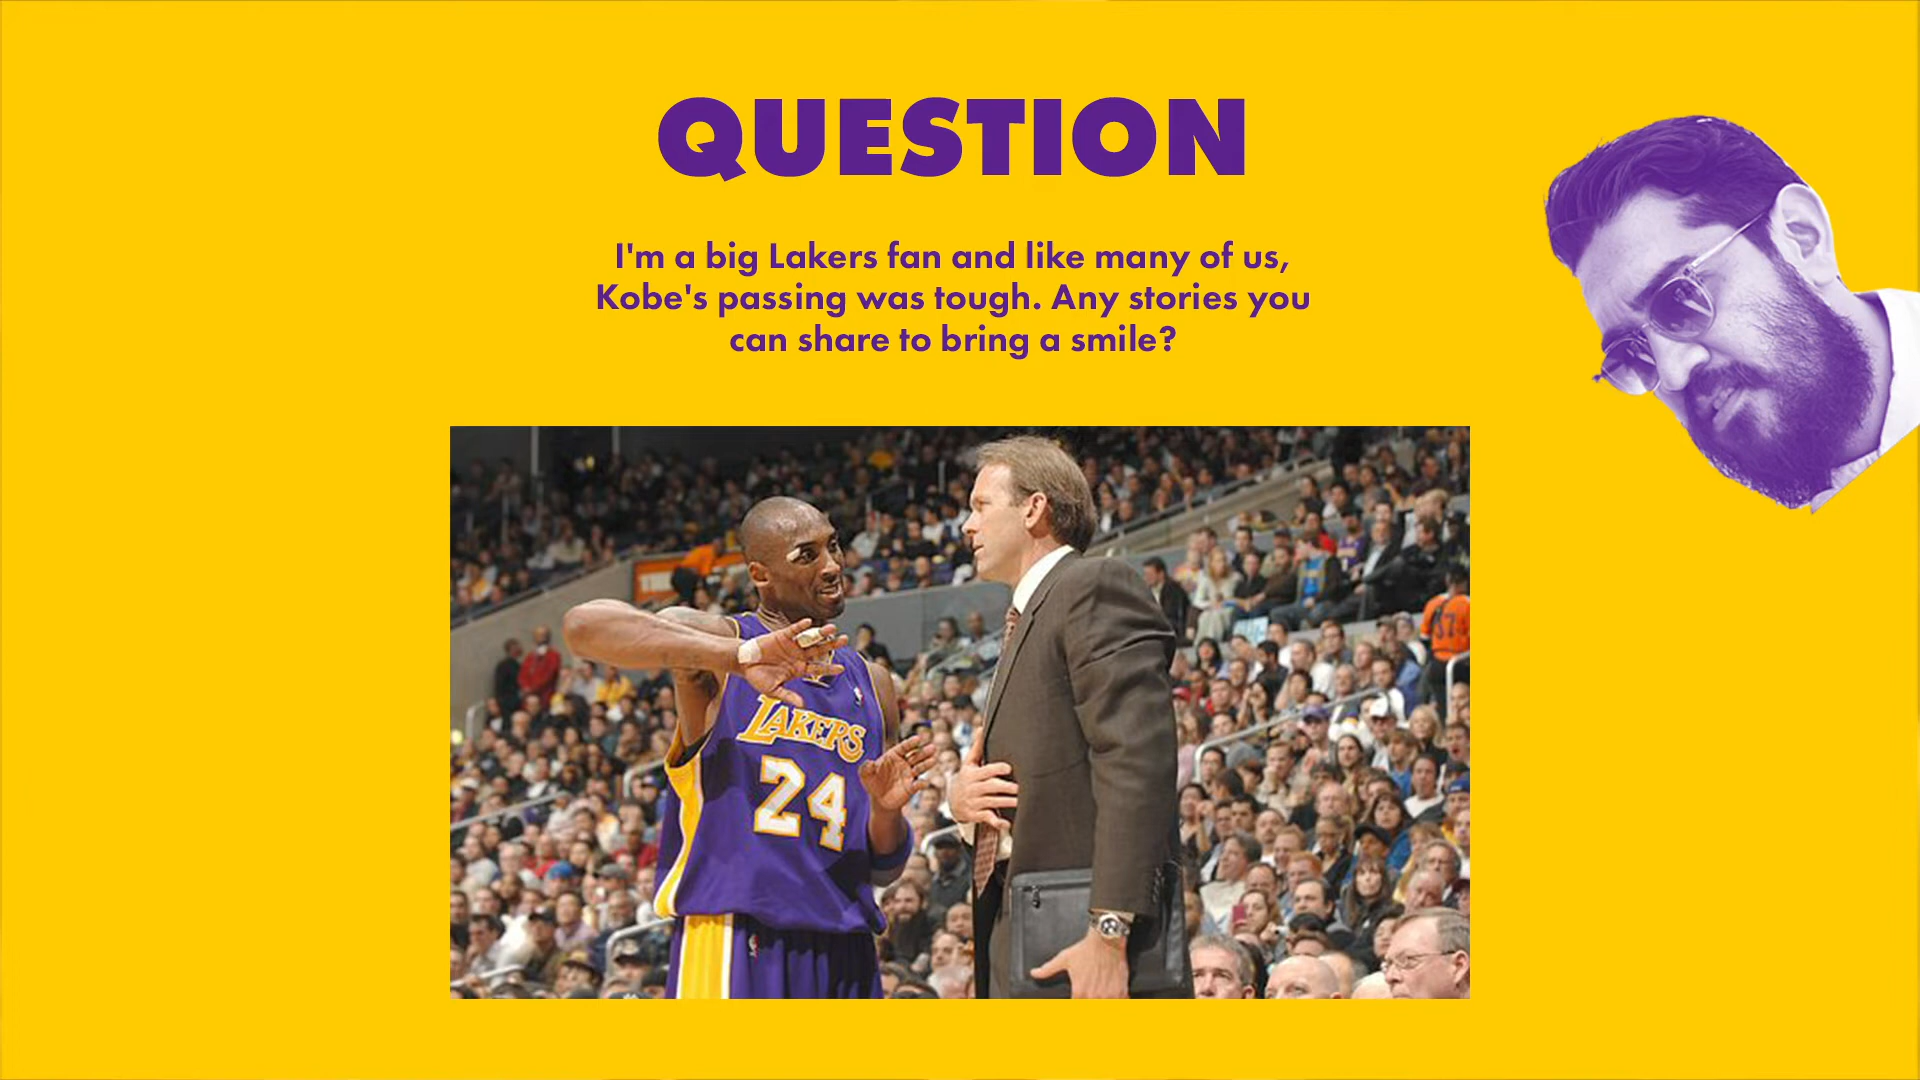 QUESTION
I'm a big Lakers fan and like many of us,
Kobe's passing was tough. Any stories you
can share to bring a smile?
LAKERS
24